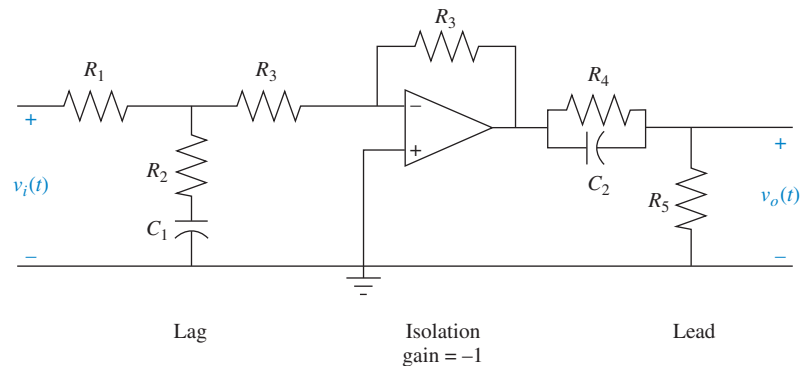 R3
R1
R3
R4
+
−
+
+
R2
vi(t)
C2
R5
vo(t)
C1
−
−
Lag
Isolation
gain = –1
Lead